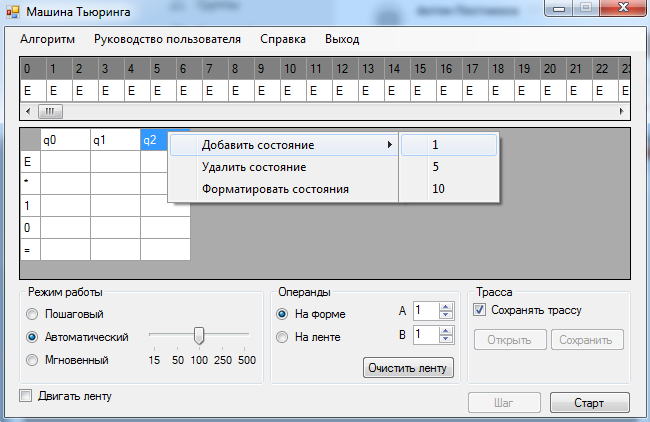 Машина Тьюринга
Алгоритм Руководство пользователя Справка Выход
0 1 2 3 4 5 6 7 8 9 10 11 12 13 14 15 16 17 18 19 20 21 22 23
E E E E E E E E E E E E E E E E E E E E E E E E
q0 q1 q2
E
*
1
0
=
Добавить состояние
Удалить состояние
Форматировать состояния
1
5
10
Режим работы
Пошаговый
Автоматический
Мгновенный
15 50 100 250 500
Операнды
На форме
На ленте
A 1
B 1
Очистить ленту
Трасса
Сохранять трассу
Открыть Сохранить
Двигать ленту
Шаг Старт